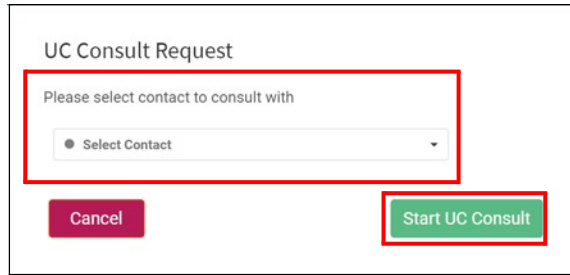 UC Consult Request
Please select contact to consult with
Select Contact
Cancel
Start UC Consult